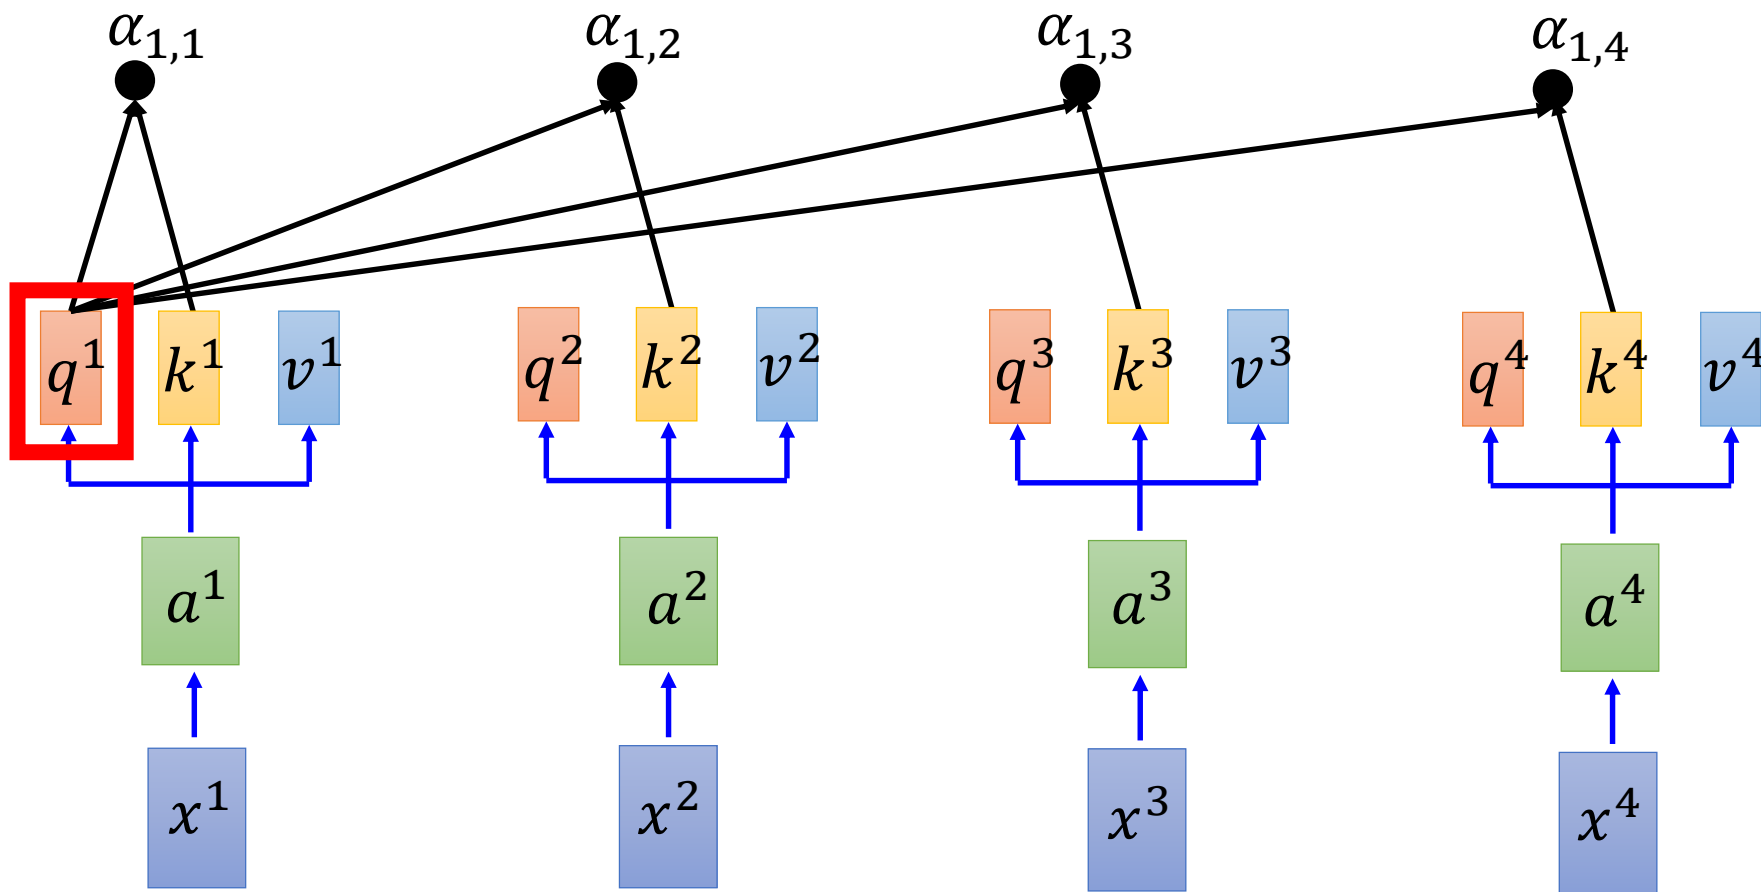 α₁,₁ α₁,₂ α₁,₃ α₁,₄
q¹ k¹ v¹ q² k² v² q³ k³ v³ q⁴ k⁴ v⁴
a¹ a² a³ a⁴
x¹ x² x³ x⁴